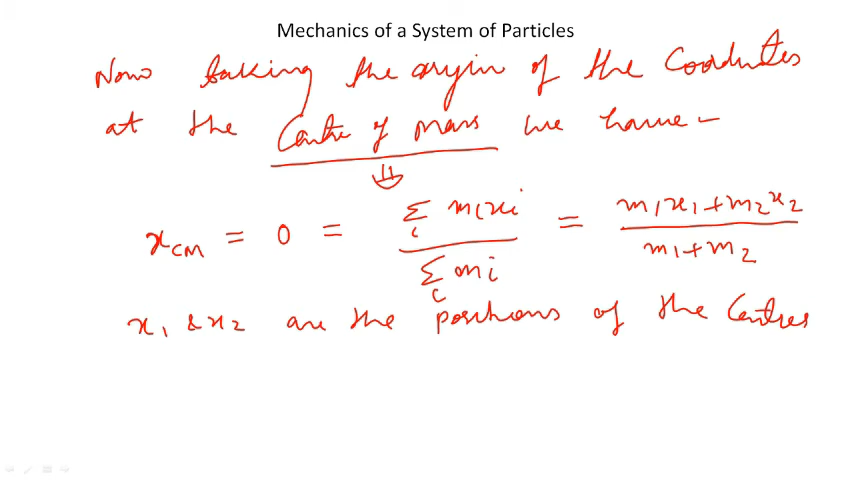 Mechanics of a System of Particles
Now taking the origin of the Coordinates
at the Centre of mass we have –
x_CM = 0 = Σ_i m_i x_i / Σ_i m_i = m_1 x_1 + m_2 x_2 / m_1 + m_2
x_1 & x_2 are the positions of the Centres